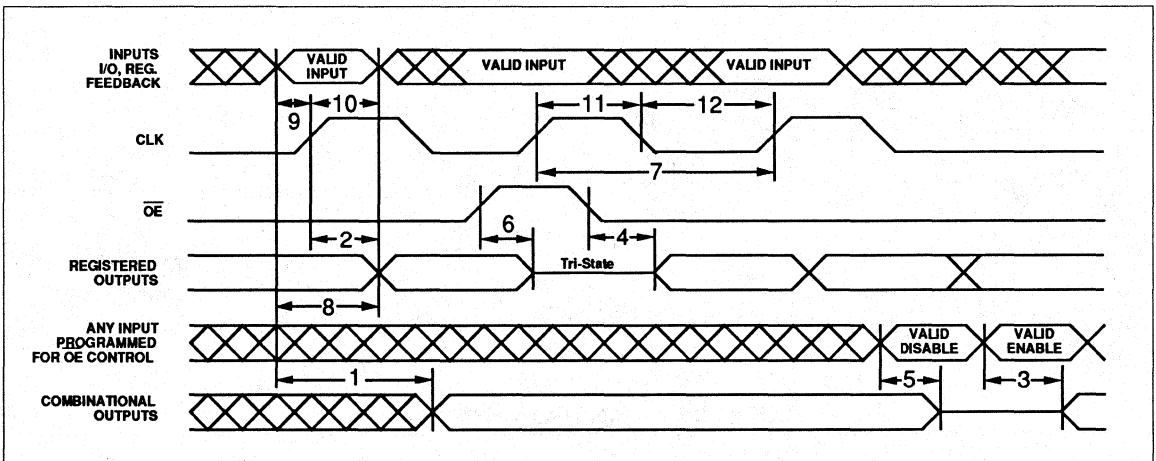 INPUTS
I/O, REG.
FEEDBACK
VALID
INPUT
VALID INPUT
VALID INPUT
9
10
11
12
CLK
7
OE
2
6
4
REGISTERED
OUTPUTS
Tri-State
8
ANY INPUT
PROGRAMMED
FOR OE CONTROL
VALID
DISABLE
VALID
ENABLE
1
5
3
COMBINATIONAL
OUTPUTS